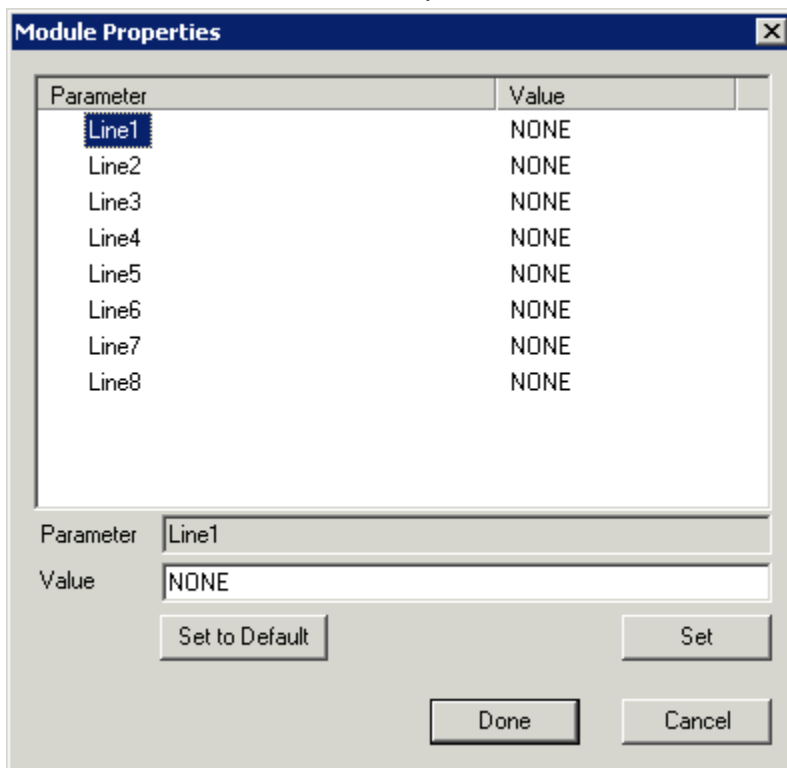 Module Properties
Parameter Value
Line1 NONE
Line2 NONE
Line3 NONE
Line4 NONE
Line5 NONE
Line6 NONE
Line7 NONE
Line8 NONE
Parameter Line1
Value NONE
Set to Default Set
Done Cancel